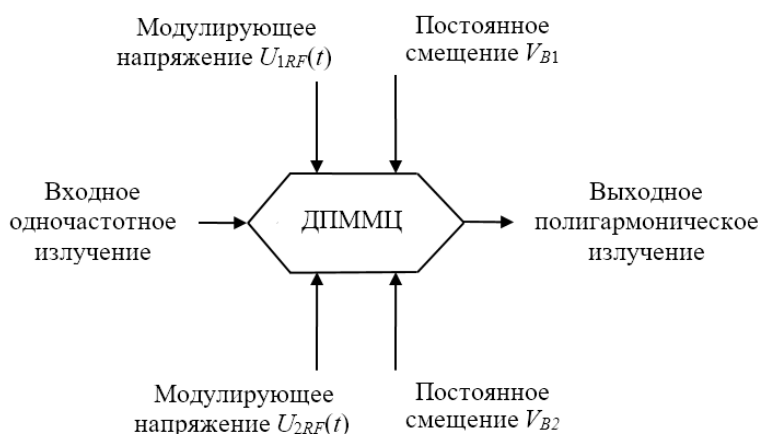 Модулирующее
напряжение U1RF(t)
Постоянное
смещение VB1
Входное
одночастотное
излучение
ДПММЦ
Выходное
полигармоническое
излучение
Модулирующее
напряжение U2RF(t)
Постоянное
смещение VB2